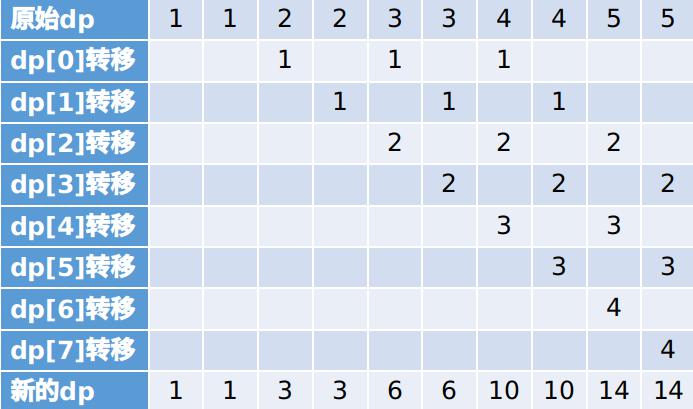 原始dp 1 1 2 2 3 3 4 4 5 5
dp[0]转移 1 1 1
dp[1]转移 1 1 1
dp[2]转移 2 2 2
dp[3]转移 2 2 2
dp[4]转移 3 3
dp[5]转移 3 3
dp[6]转移 4
dp[7]转移 4
新的dp 1 1 3 3 6 6 10 10 14 14